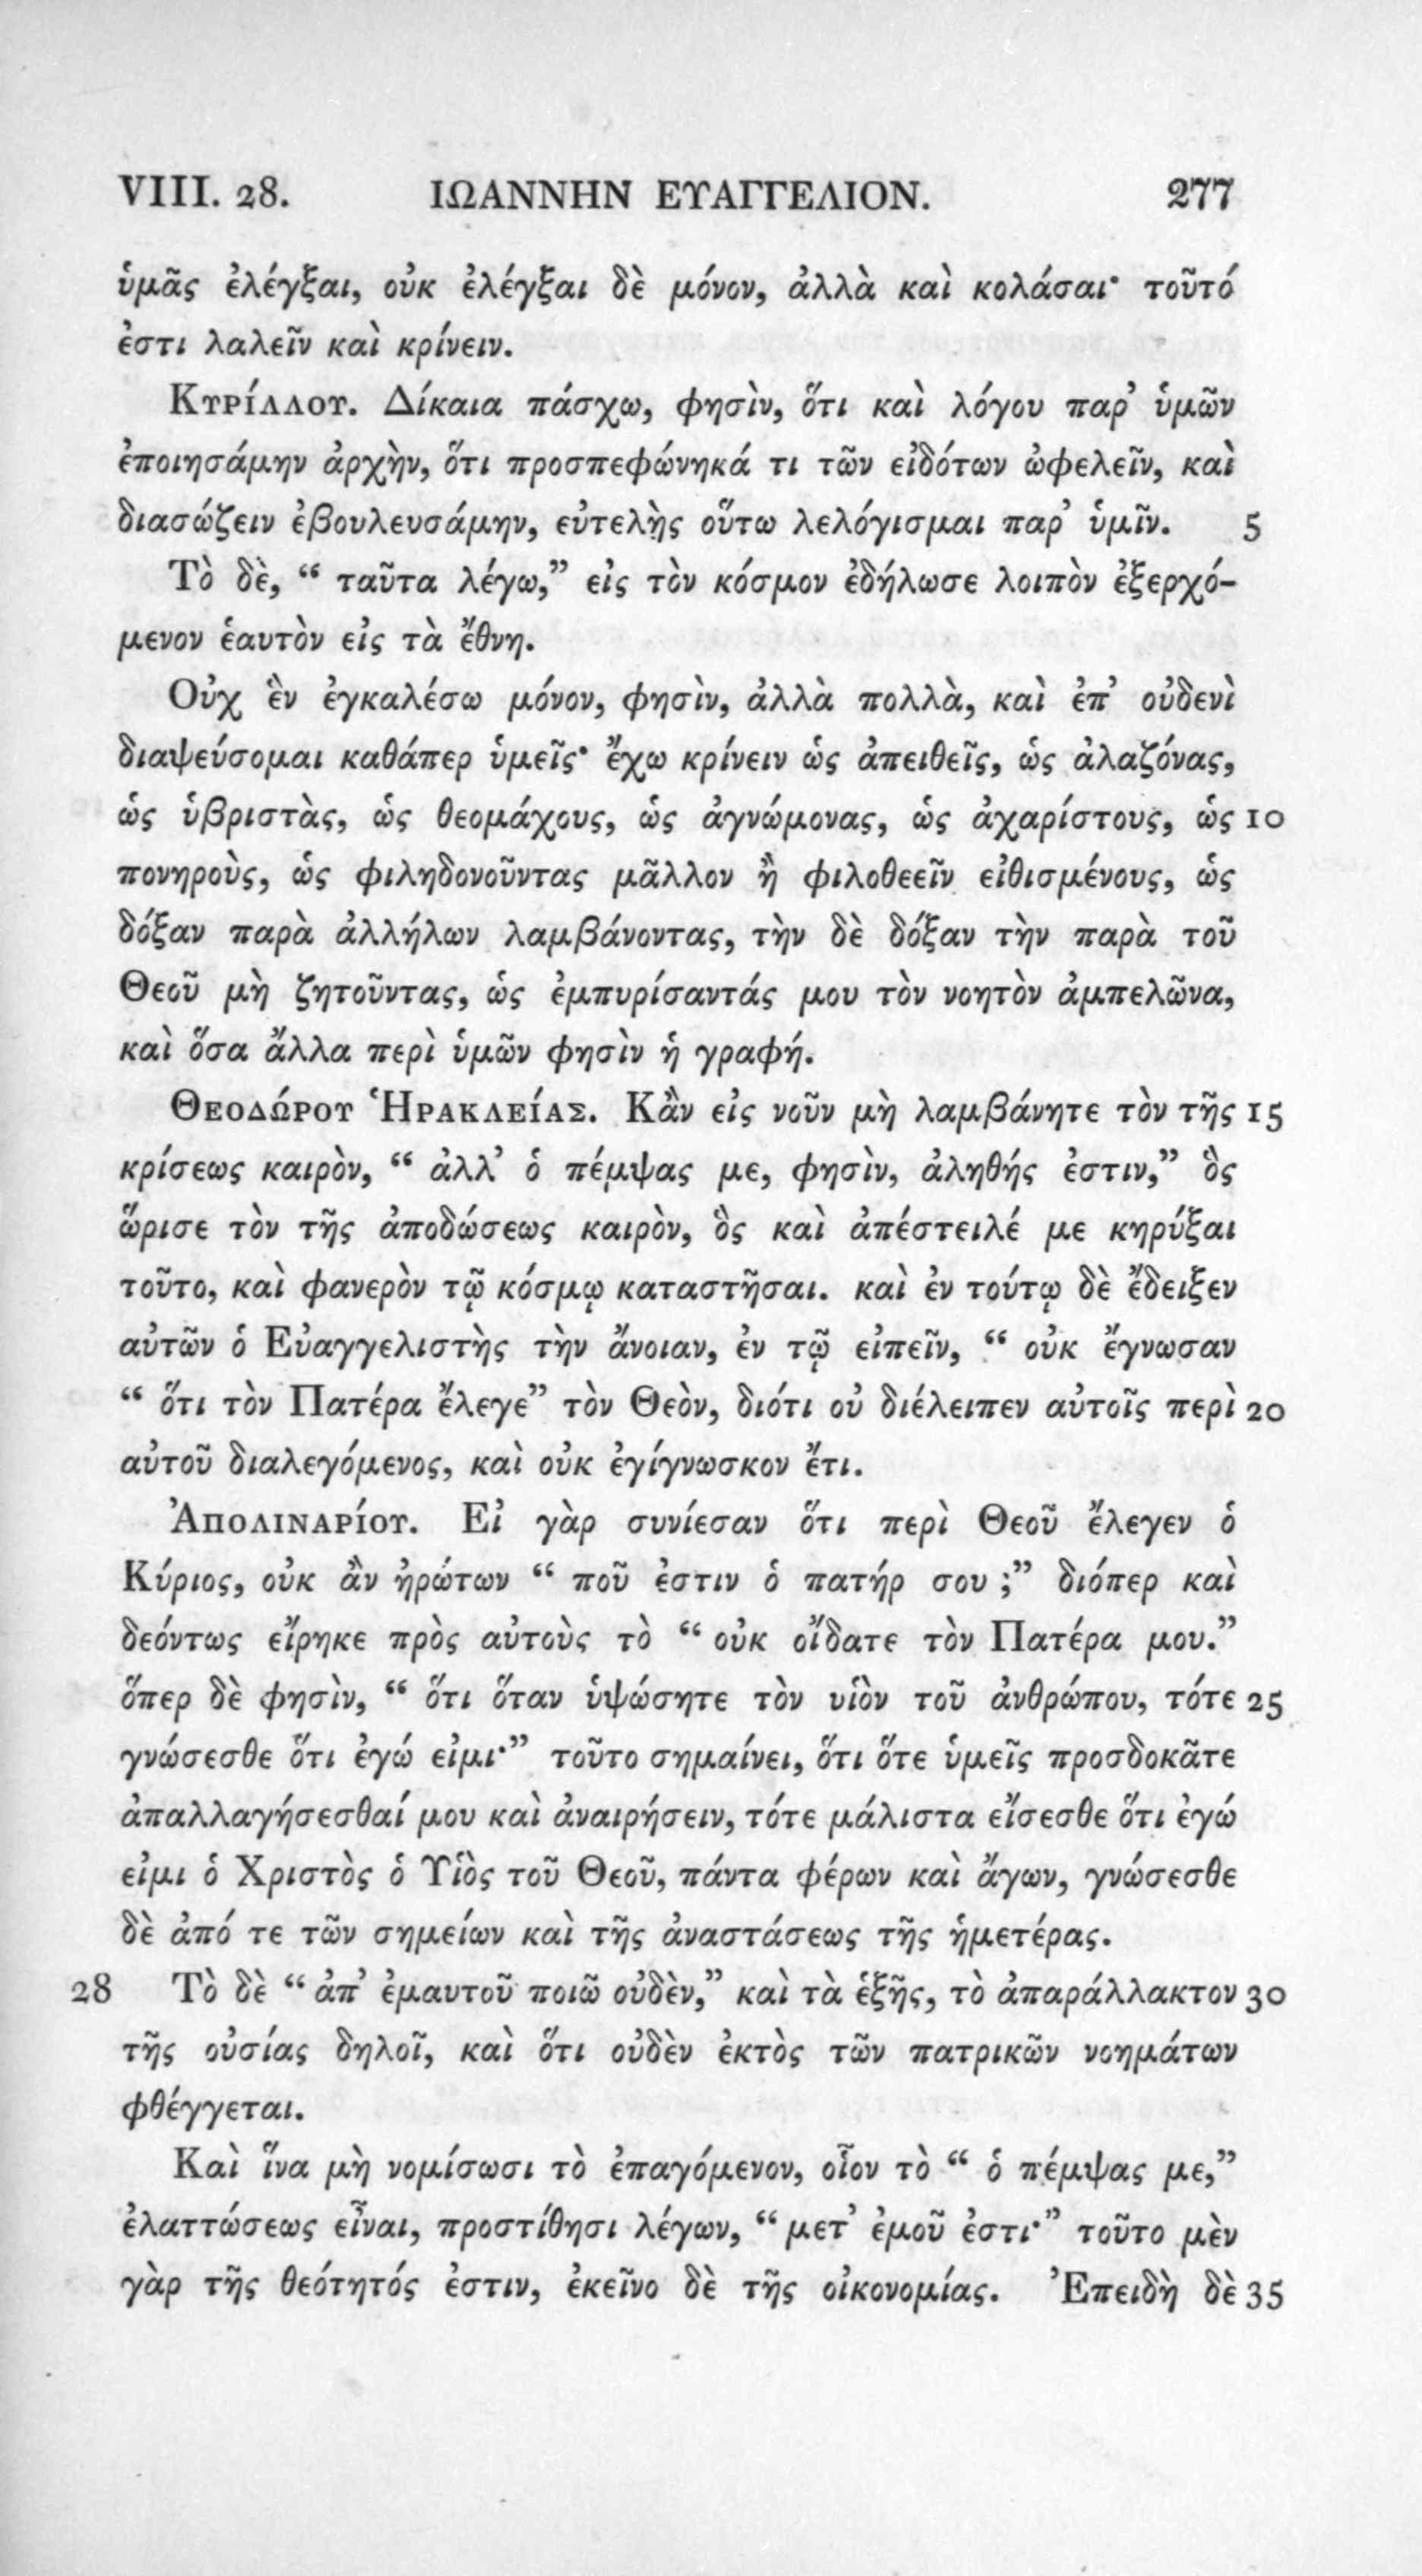 VIII. 28. ΙΩΑΝΝΗΝ ΕΥΑΓΓΕΛΙΟΝ. 277
ὑμᾶς ἐλέγξαι, οὐκ ἐλέγξαι δὲ μόνον, ἀλλὰ καὶ κολάσαι· τοῦτό
ἐστι λαλεῖν καὶ κρίνειν.
ΚΥΡΊΛΛΟΥ. Δίκαια πάσχω, φησὶν, ὅτι καὶ λόγου παρ’ ὑμῶν
ἐποιησάμην ἀρχὴν, ὅτι προσπεφώνηκά τι τῶν εἰδότων ὠφελεῖν, καὶ
διασώζειν ἐβουλευσάμην, εὐτελὴς οὕτω λελόγισμαι παρ’ ὑμῖν. 5
Τὸ δὲ, “ ταῦτα λέγω,” εἰς τὸν κόσμον ἐδήλωσε λοιπὸν ἐξερχό-
μενον ἑαυτὸν εἰς τὰ ἔθνη.
Οὐχ ἓν ἐγκαλέσω μόνον, φησὶν, ἀλλὰ πολλὰ, καὶ ἐπ’ οὐδενὶ
διαψεύσομαι καθάπερ ὑμεῖς· ἔχω κρίνειν ὡς ἀπειθεῖς, ὡς ἀλαζόνας,
ὡς ὑβριστὰς, ὡς θεομάχους, ὡς ἀγνώμονας, ὡς ἀχαρίστους, ὡς 10
πονηροὺς, ὡς φιληδονοῦντας μᾶλλον ἢ φιλοθεεῖν εἰθισμένους, ὡς
δόξαν παρὰ ἀλλήλων λαμβάνοντας, τὴν δὲ δόξαν τὴν παρὰ τοῦ
Θεοῦ μὴ ζητοῦντας, ὡς ἐμπυρίσαντάς μου τὸν νοητὸν ἀμπελῶνα,
καὶ ὅσα ἄλλα περὶ ὑμῶν φησὶν ἡ γραφή.
ΘΕΟΔΏΡΟΥ ἩΡΑΚΛΕΊΑΣ. Κἂν εἰς νοῦν μὴ λαμβάνητε τὸν τῆς 15
κρίσεως καιρὸν, “ ἀλλ’ ὁ πέμψας με, φησὶν, ἀληθής ἐστιν,” ὃς
ὥρισε τὸν τῆς ἀποδώσεως καιρὸν, ὃς καὶ ἀπέστειλέ με κηρύξαι
τοῦτο, καὶ φανερὸν τῷ κόσμῳ καταστῆσαι. καὶ ἐν τούτῳ δὲ ἔδειξεν
αὐτῶν ὁ Εὐαγγελιστὴς τὴν ἄνοιαν, ἐν τῷ εἰπεῖν, “ οὐκ ἔγνωσαν
“ ὅτι τὸν Πατέρα ἔλεγε” τὸν Θεὸν, διότι οὐ διέλειπεν αὐτοῖς περὶ 20
αὐτοῦ διαλεγόμενος, καὶ οὐκ ἐγίγνωσκον ἔτι.
ἈΠΟΛΙΝΑΡΊΟΥ. Εἰ γὰρ συνίεσαν ὅτι περὶ Θεοῦ ἔλεγεν ὁ
Κύριος, οὐκ ἂν ἠρώτων “ ποῦ ἐστιν ὁ πατήρ σου ;” διόπερ καὶ
δεόντως εἴρηκε πρὸς αὐτοὺς τὸ “ οὐκ οἴδατε τὸν Πατέρα μου.”
ὅπερ δὲ φησὶν, “ ὅτι ὅταν ὑψώσητε τὸν υἱὸν τοῦ ἀνθρώπου, τότε 25
γνώσεσθε ὅτι ἐγώ εἰμι·” τοῦτο σημαίνει, ὅτι ὅτε ὑμεῖς προσδοκᾶτε
ἀπαλλαγήσεσθαί μου καὶ ἀναιρήσειν, τότε μάλιστα εἴσεσθε ὅτι ἐγώ
εἰμι ὁ Χριστὸς ὁ Υἱὸς τοῦ Θεοῦ, πάντα φέρων καὶ ἄγων, γνώσεσθε
δὲ ἀπό τε τῶν σημείων καὶ τῆς ἀναστάσεως τῆς ἡμετέρας.
28 Τὸ δὲ “ ἀπ’ ἐμαυτοῦ ποιῶ οὐδὲν,” καὶ τὰ ἑξῆς, τὸ ἀπαράλλακτον 30
τῆς οὐσίας δηλοῖ, καὶ ὅτι οὐδὲν ἐκτὸς τῶν πατρικῶν νοημάτων
φθέγγεται.
Καὶ ἵνα μὴ νομίσωσι τὸ ἐπαγόμενον, οἷον τὸ “ ὁ πέμψας με,”
ἐλαττώσεως εἶναι, προστίθησι λέγων, “ μετ’ ἐμοῦ ἐστι·” τοῦτο μὲν
γὰρ τῆς θεότητός ἐστιν, ἐκεῖνο δὲ τῆς οἰκονομίας. Ἐπειδὴ δὲ 35